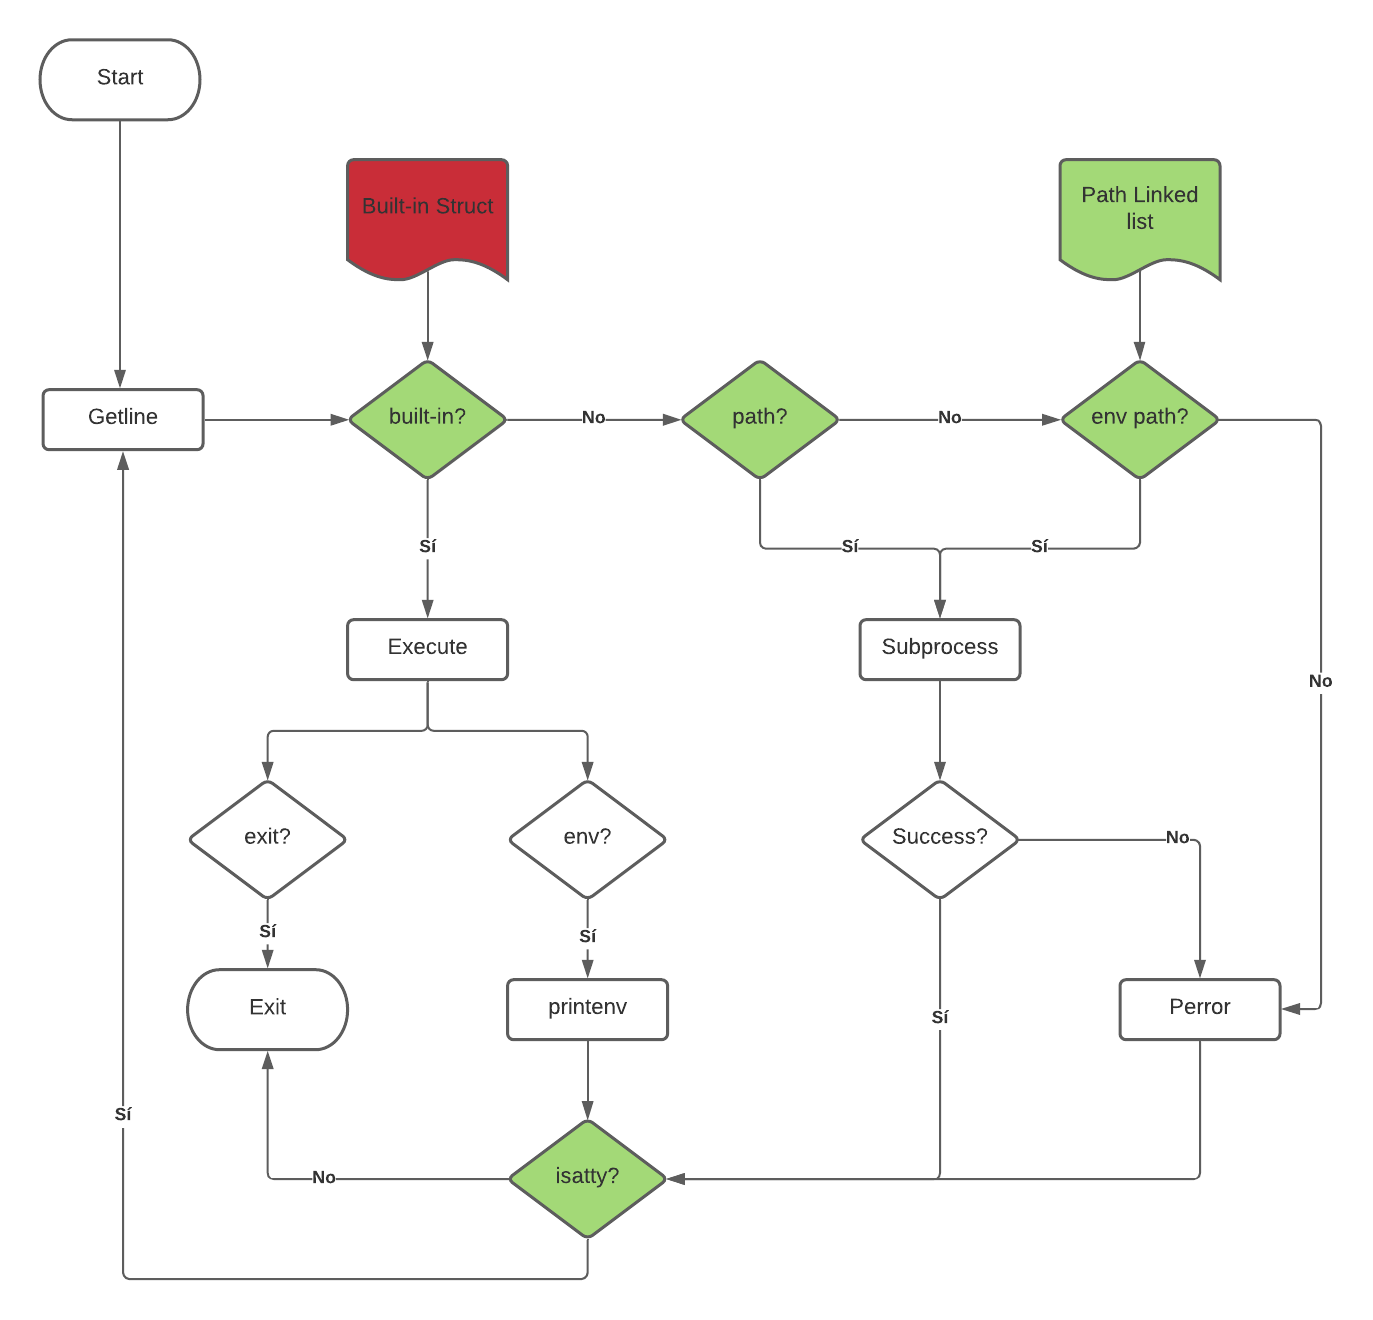 Start
Built-in Struct
Path Linked
list
Getline
built-in?
No
path?
No
env path?
Sí
Sí
Sí
Execute
Subprocess
No
exit?
env?
Success?
No
Sí
Sí
Exit
printenv
Perror
Sí
Sí
isatty?
No